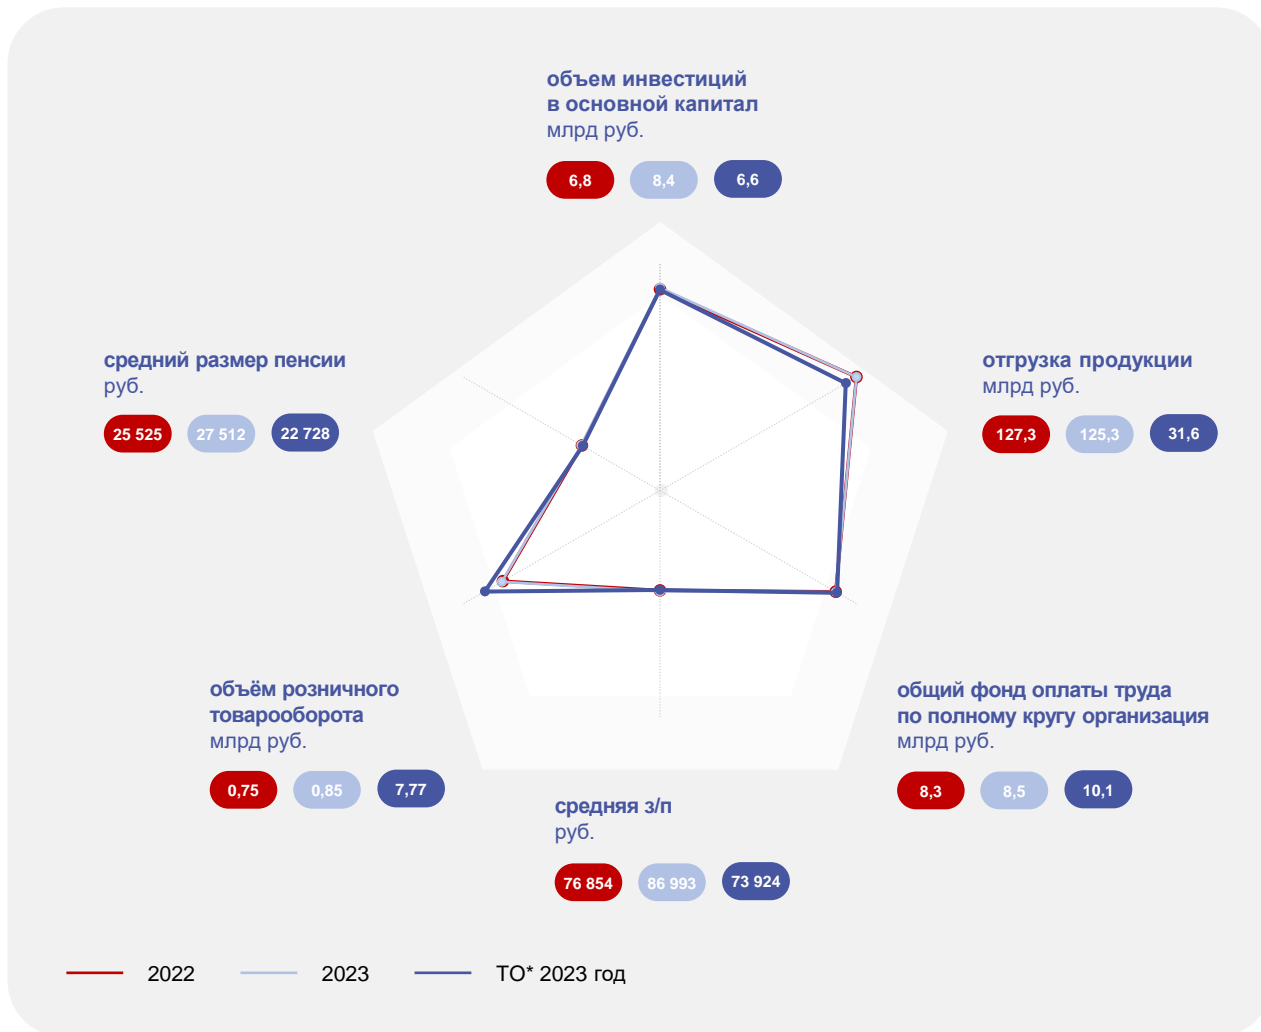 объем инвестиций
в основной капитал
млрд руб.
6,8 8,4 6,6
средний размер пенсии
руб.
25 525 27 512 22 728
отгрузка продукции
млрд руб.
127,3 125,3 31,6
объём розничного
товарооборота
млрд руб.
0,75 0,85 7,77
общий фонд оплаты труда
по полному кругу организация
млрд руб.
8,3 8,5 10,1
средняя з/п
руб.
76 854 86 993 73 924
2022 2023 ТО* 2023 год